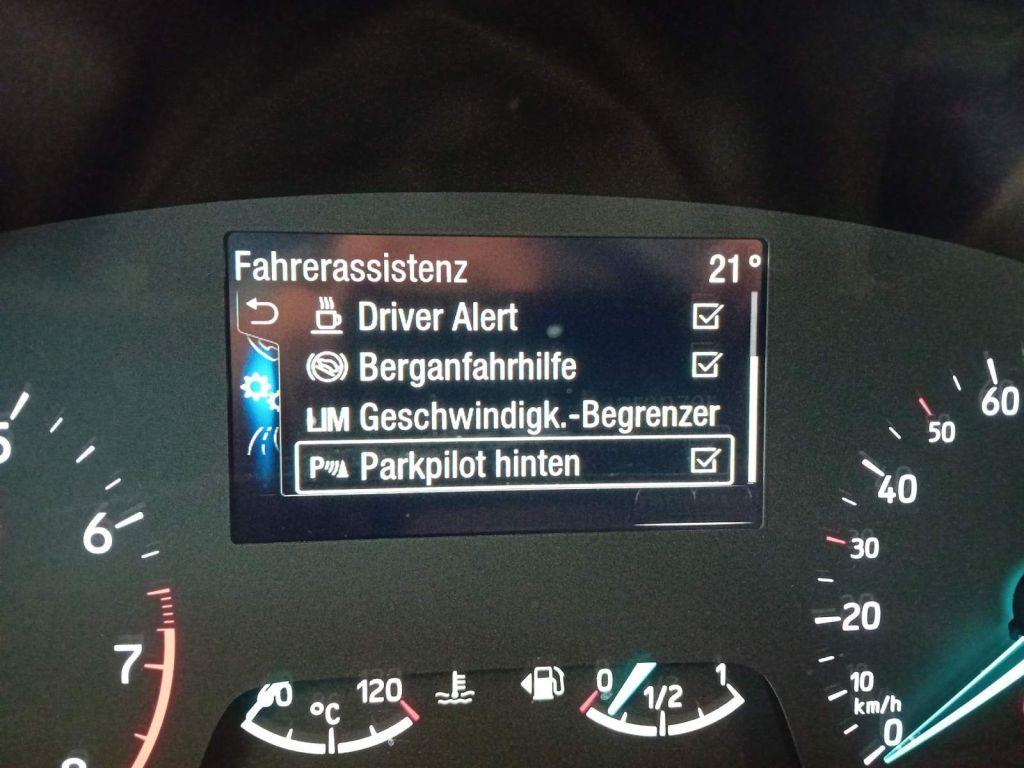 Fahrerassistenz 21°
Driver Alert
Berganfahrhilfe
LIM Geschwindigk.-Begrenzer
P Parkpilot hinten
5
6
7
60
50
40
30
20
10
km/h
0
120
°C
0
1/2
1